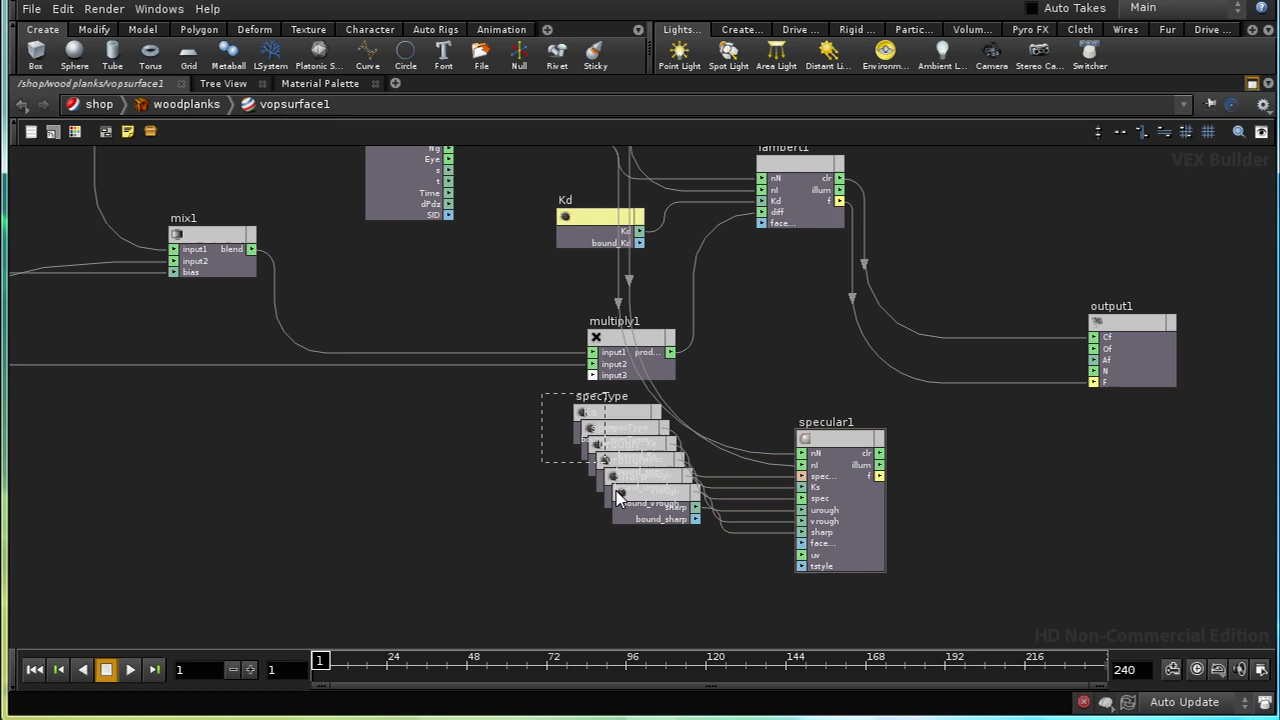 File Edit Render Windows Help
Auto Takes Main
Create Modify Model Polygon Deform Texture Character Auto Rigs Animation
Lights... Create... Drive ... Rigid ... Partic... Volum... Pyro FX Cloth Wires Fur Drive ...
Box Sphere Tube Torus Grid Metaball LSystem Platonic S... Curve Circle Font File Null Rivet Sticky
Point Light Spot Light Area Light Distant Li... Environm... Ambient L... Camera Stereo Ca... Switcher
/shop/woodplanks/vopsurface1 Tree View Material Palette
shop woodplanks vopsurface1
VEX Builder
Ng
Eye
s
t
Time
dPdz
SID
mix1
input1 blend
input2
bias
Kd
Kd
bound_Kd
lambert1
nN clr
nI illum
Kd f
diff
face...
multiply1
input1 prod...
input2
input3
output1
Cf
Of
Af
N
F
specType
sharp
bound_sharp
specular1
nN clr
nI illum
spec... f
Ks
spec
urough
vrough
sharp
face...
uv
tstyle
HD Non-Commercial Edition
1 1 1 24 48 72 96 120 144 168 192 216 240
Auto Update